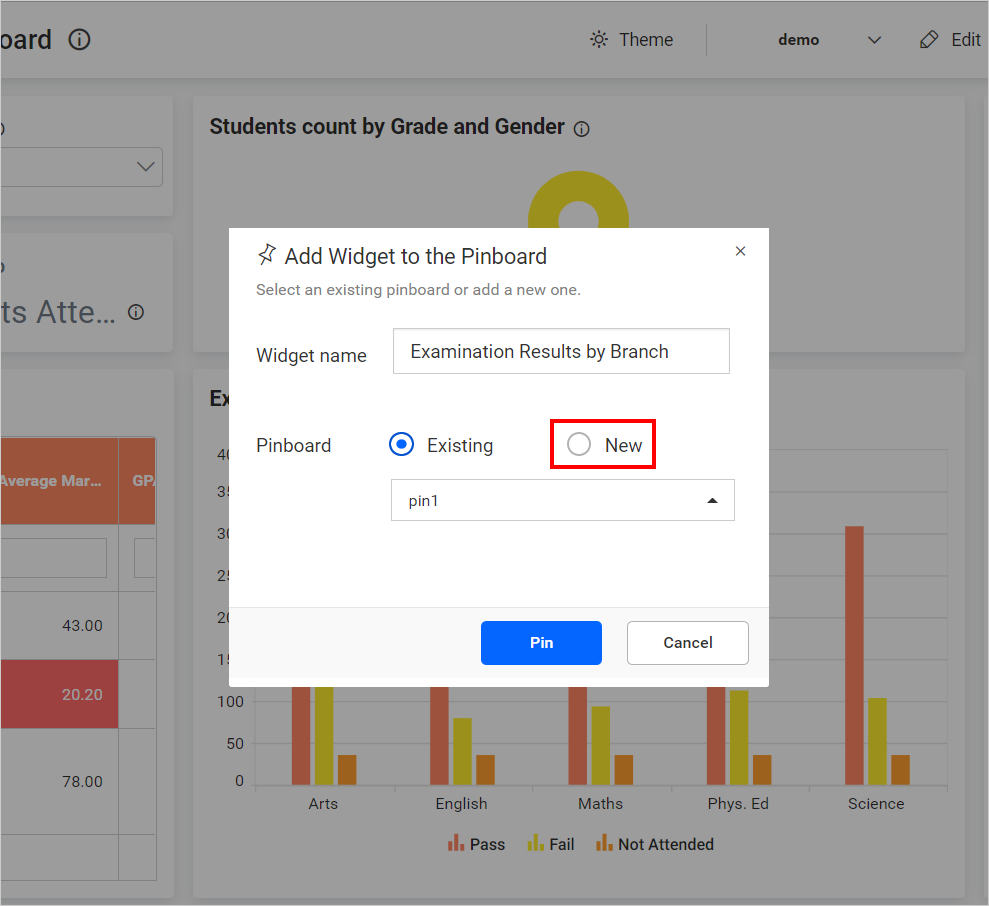 oard
Theme
demo
Edit
Students count by Grade and Gender
ts Atte...
Add Widget to the Pinboard
Select an existing pinboard or add a new one.
Widget name
Examination Results by Branch
Pinboard
Existing
New
pin1
Pin
Cancel
Average Mar...
GPA
43.00
20.20
78.00
Ex
40
35
30
25
20
15
100
50
0
Arts
English
Maths
Phys. Ed
Science
Pass
Fail
Not Attended